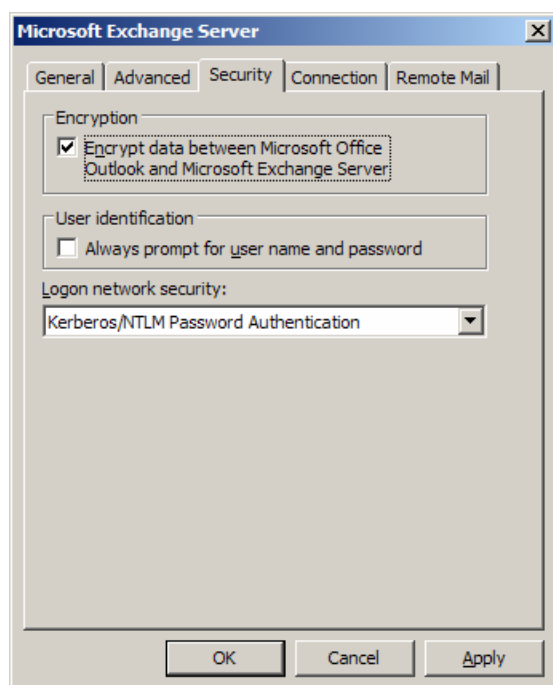 Microsoft Exchange Server
General Advanced Security Connection Remote Mail
Encryption
Encrypt data between Microsoft Office
Outlook and Microsoft Exchange Server
User identification
Always prompt for user name and password
Logon network security:
Kerberos/NTLM Password Authentication
OK Cancel Apply